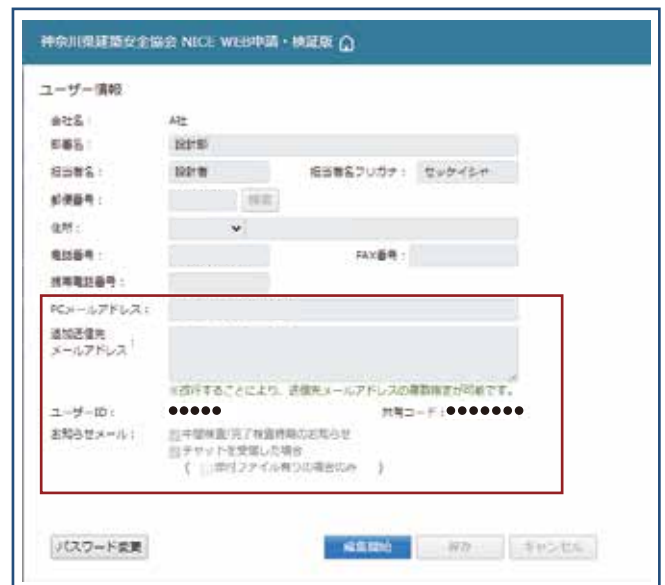 神奈川県建築安全協会 NICE WEB申請・検証版
ユーザー情報
会社名: A社
部署名: 設計部
担当者名: 設計者 担当者名フリガナ: セッケイシャ
郵便番号: 検索
住所:
電話番号: FAX番号:
携帯電話番号:
PCメールアドレス:
追加送信先
メールアドレス:
※改行することにより、送信先メールアドレスの複数指定が可能です。
ユーザーID: ●●●●● 共有コード: ●●●●●●●
お知らせメール: 中間検査/完了検査時期のお知らせ
チャットを受信した場合
( 添付ファイル有りの場合のみ )
パスワード変更 編集開始 保存 キャンセル